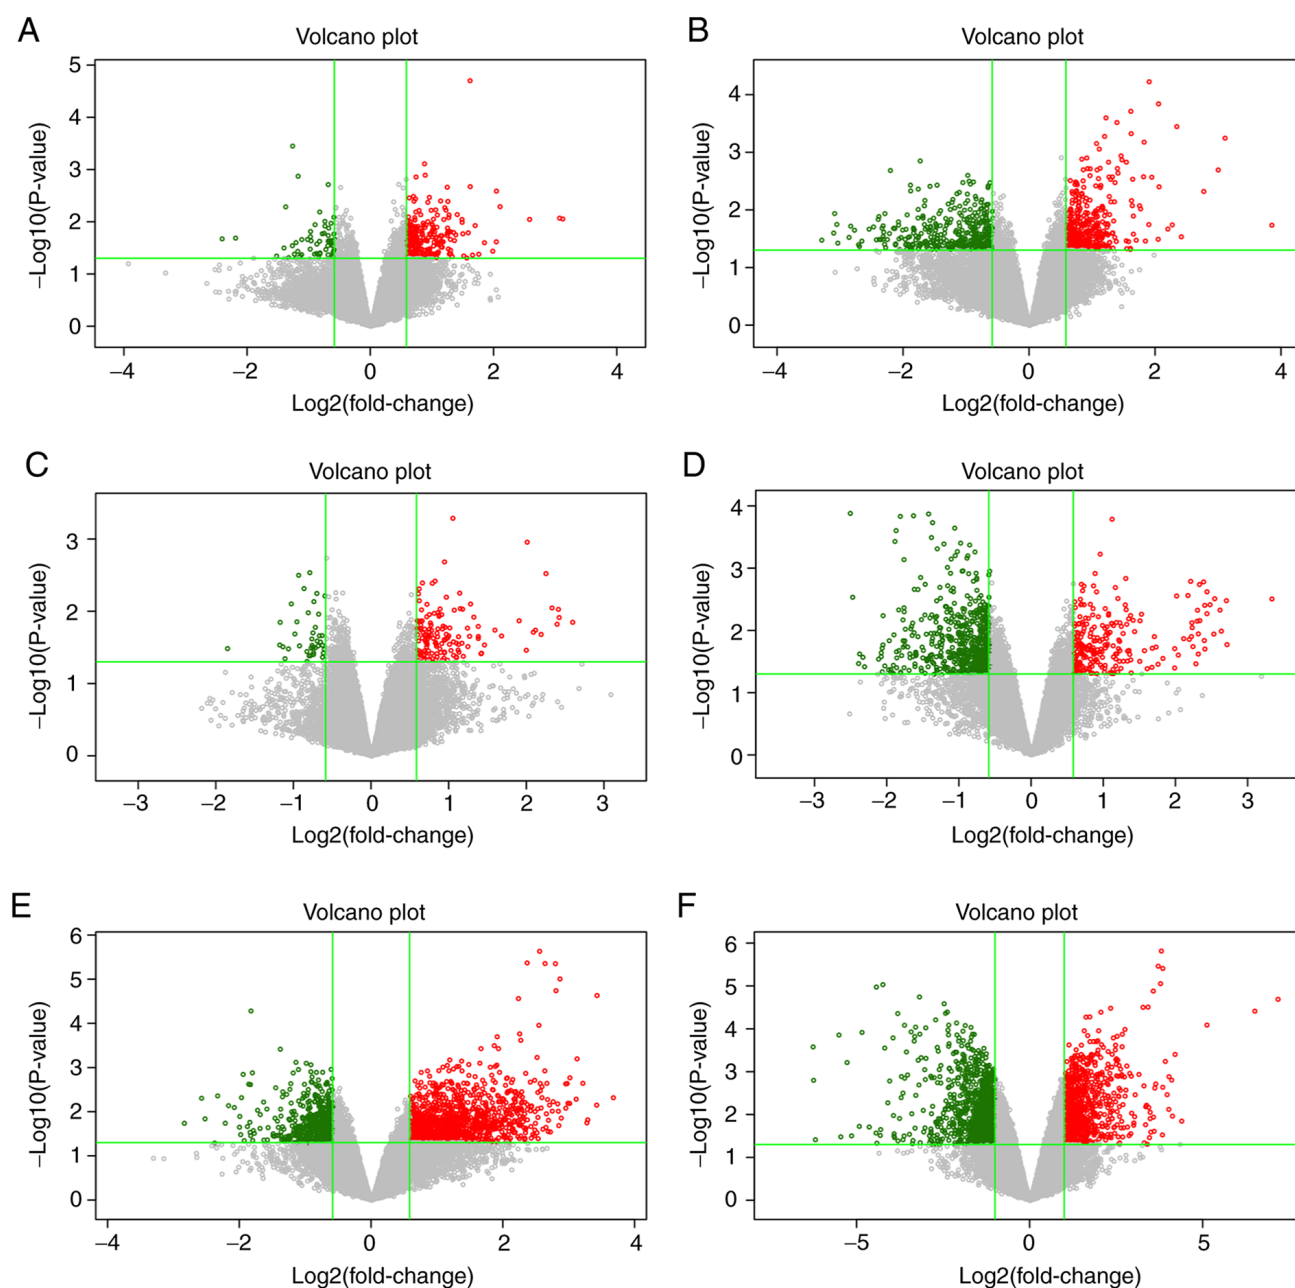 A
Volcano plot
5
4
3
2
1
0
−Log10(P-value)
−4 −2 0 2 4
Log2(fold-change)
B
Volcano plot
4
3
2
1
0
−Log10(P-value)
−4 −2 0 2 4
Log2(fold-change)
C
Volcano plot
3
2
1
0
−Log10(P-value)
−3 −2 −1 0 1 2 3
Log2(fold-change)
D
Volcano plot
4
3
2
1
0
−Log10(P-value)
−3 −2 −1 0 1 2 3
Log2(fold-change)
E
Volcano plot
6
5
4
3
2
1
0
−Log10(P-value)
−4 −2 0 2 4
Log2(fold-change)
F
Volcano plot
6
5
4
3
2
1
0
−Log10(P-value)
−5 0 5
Log2(fold-change)